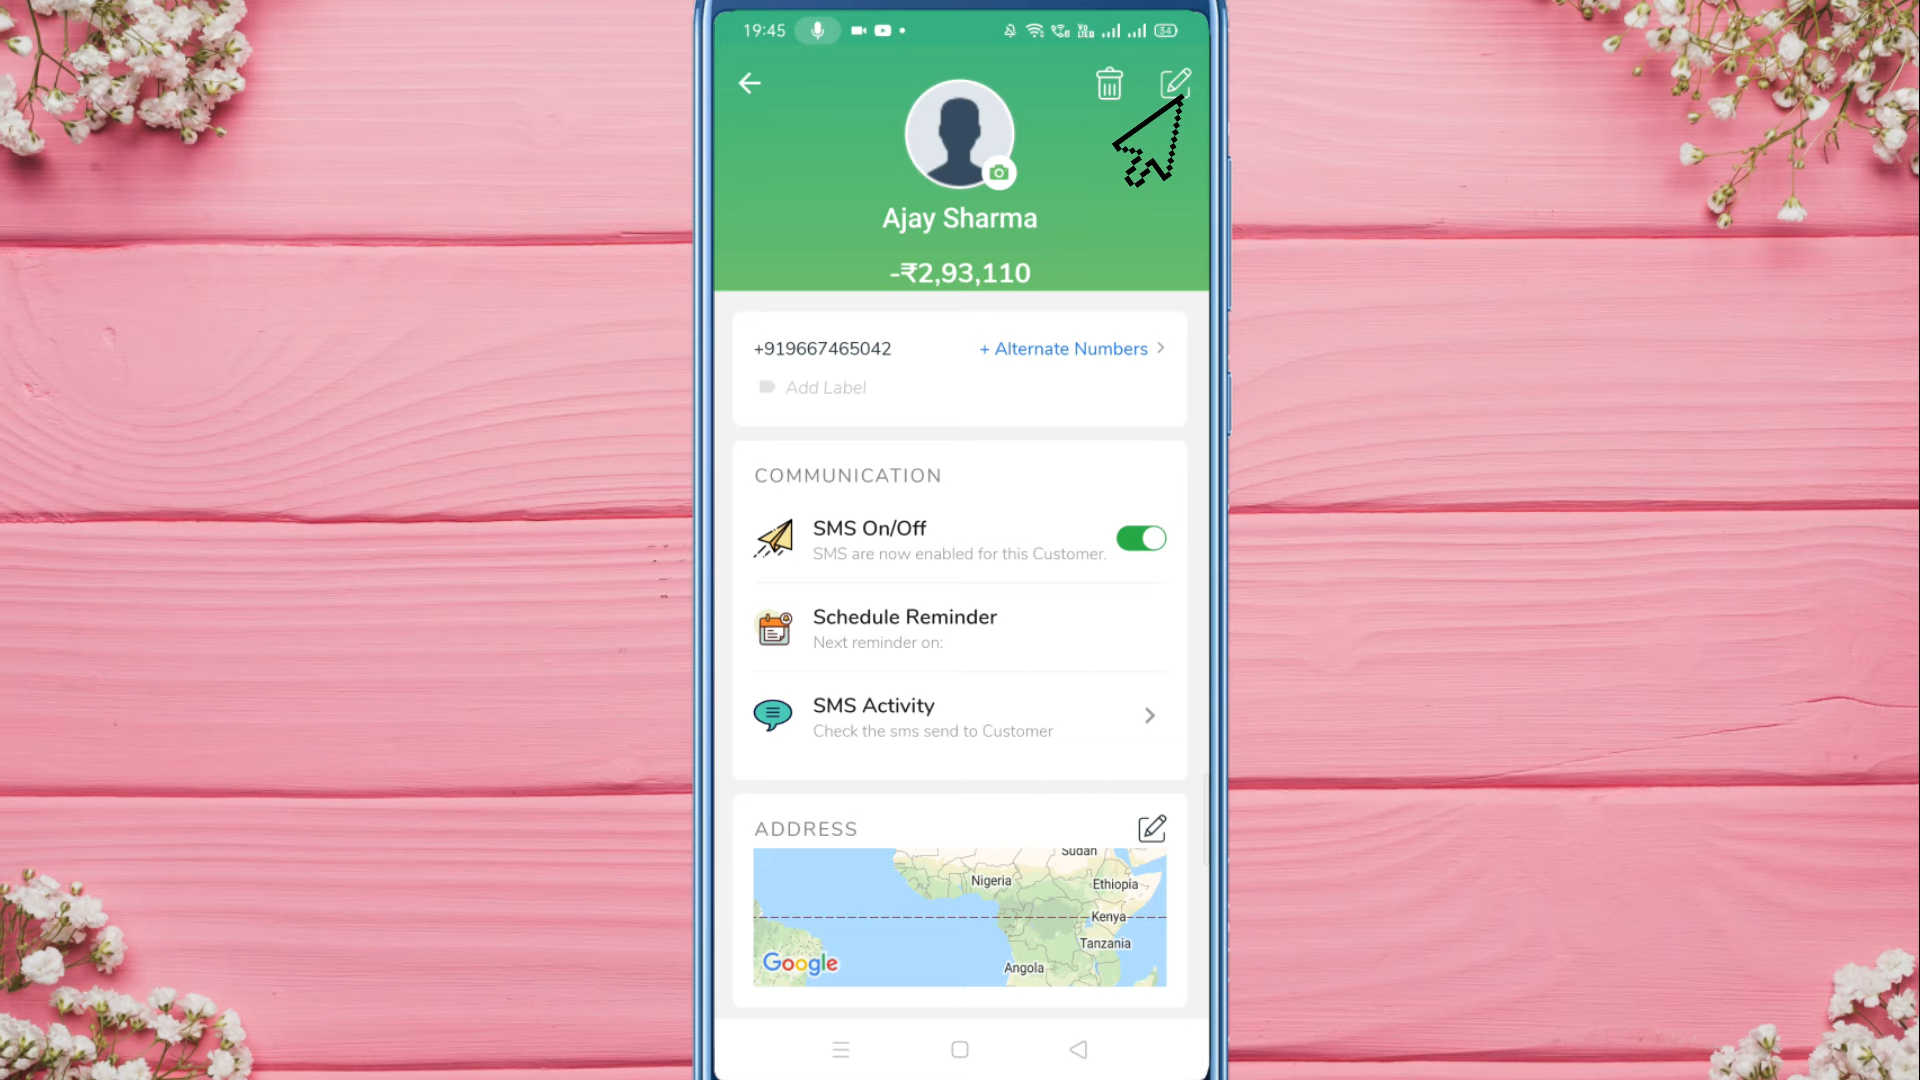 19:45
54
Ajay Sharma
-₹2,93,110
+919667465042
+ Alternate Numbers
Add Label
COMMUNICATION
SMS On/Off
SMS are now enabled for this Customer.
Schedule Reminder
Next reminder on:
SMS Activity
Check the sms send to Customer
ADDRESS
Sudan
Nigeria
Ethiopia
Kenya
Tanzania
Angola
Google